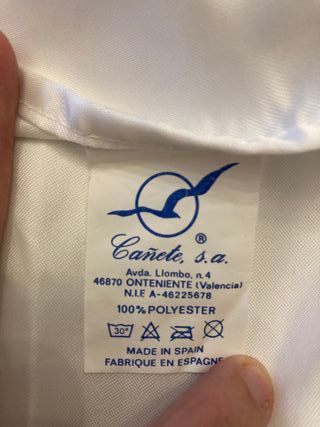 Cañete, s.a. ®
Avda. Llombo, n.4
46870 ONTENIENTE (Valencia)
N.I.E A-46225678
100% POLYESTER
30°
MADE IN SPAIN
FABRIQUE EN ESPAGNE